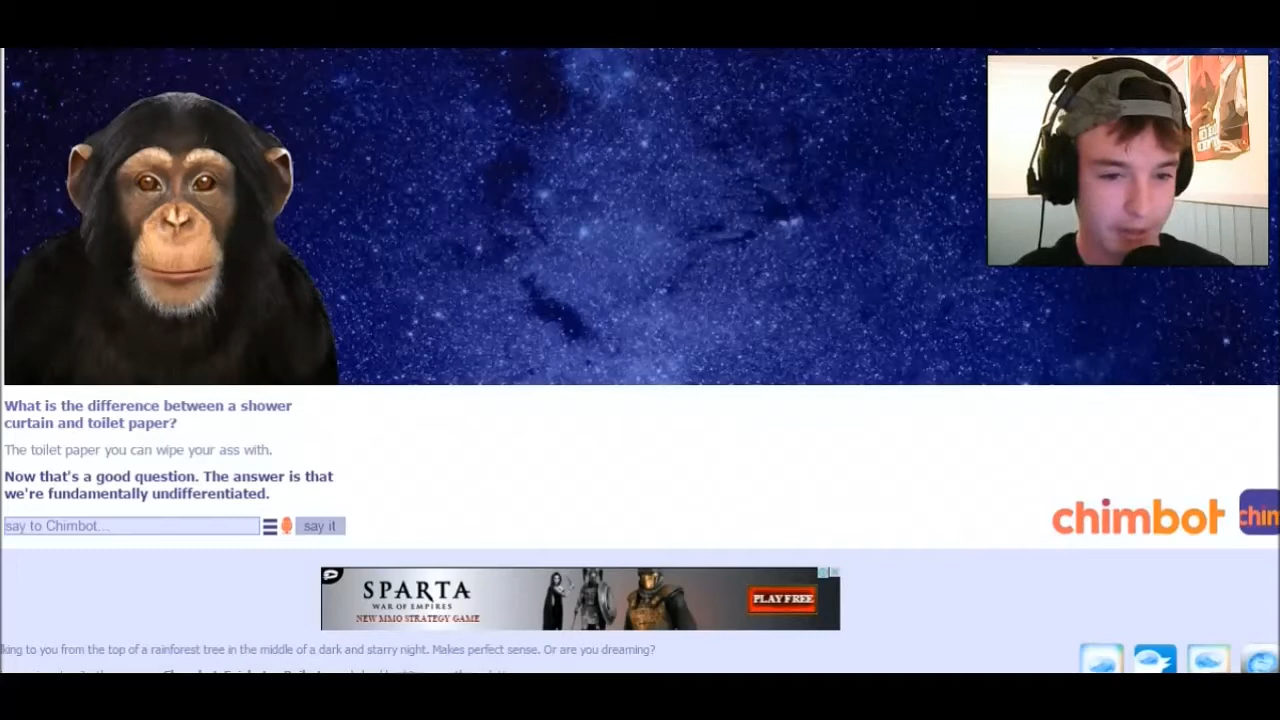 What is the difference between a shower
curtain and toilet paper?
The toilet paper you can wipe your ass with.
Now that's a good question. The answer is that
we're fundamentally undifferentiated.
say to Chimbot...
say it
chimbot
chim
SPARTA
WAR OF EMPIRES
NEW MMO STRATEGY GAME
PLAY FREE
king to you from the top of a rainforest tree in the middle of a dark and starry night. Makes perfect sense. Or are you dreaming?